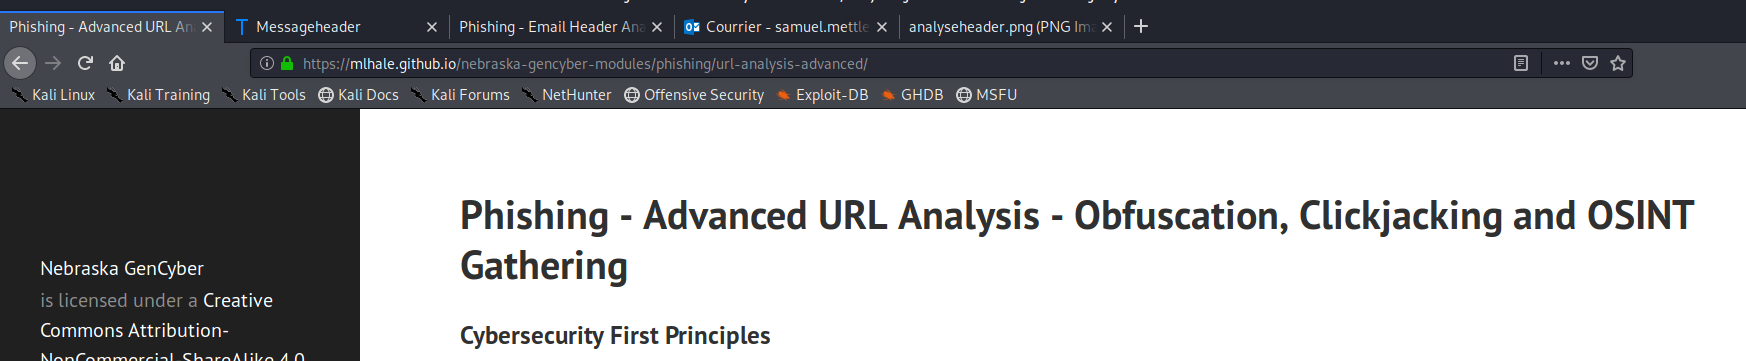 Phishing - Advanced URL An
Messageheader
Phishing - Email Header Ana
Courrier - samuel.mettle
analyseheader.png (PNG Ima
https://mlhale.github.io/nebraska-gencyber-modules/phishing/url-analysis-advanced/
Kali Linux Kali Training Kali Tools Kali Docs Kali Forums NetHunter Offensive Security Exploit-DB GHDB MSFU
Phishing - Advanced URL Analysis - Obfuscation, Clickjacking and OSINT
Gathering
Cybersecurity First Principles
Nebraska GenCyber
is licensed under a Creative
Commons Attribution-
NonCommercial-ShareAlike 4.0